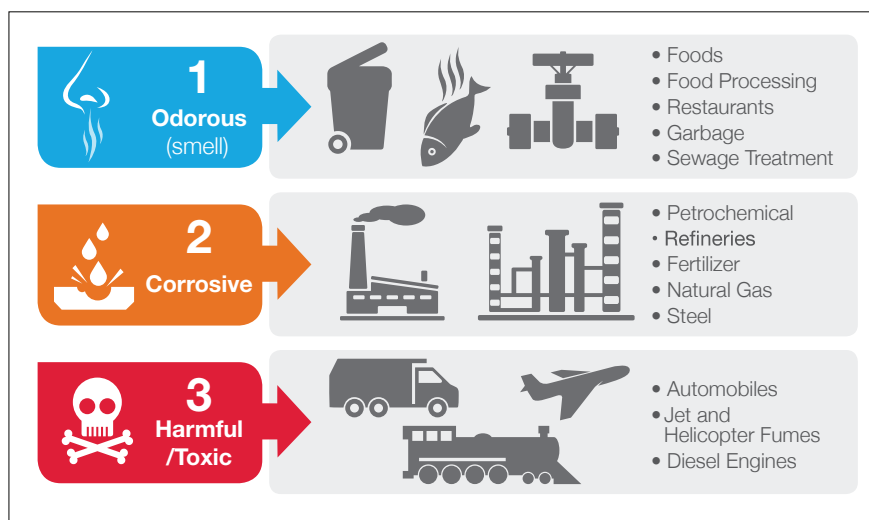 1
Odorous
(smell)
• Foods
• Food Processing
• Restaurants
• Garbage
• Sewage Treatment
2
Corrosive
• Petrochemical
• Refineries
• Fertilizer
• Natural Gas
• Steel
3
Harmful
/Toxic
• Automobiles
• Jet and
Helicopter Fumes
• Diesel Engines